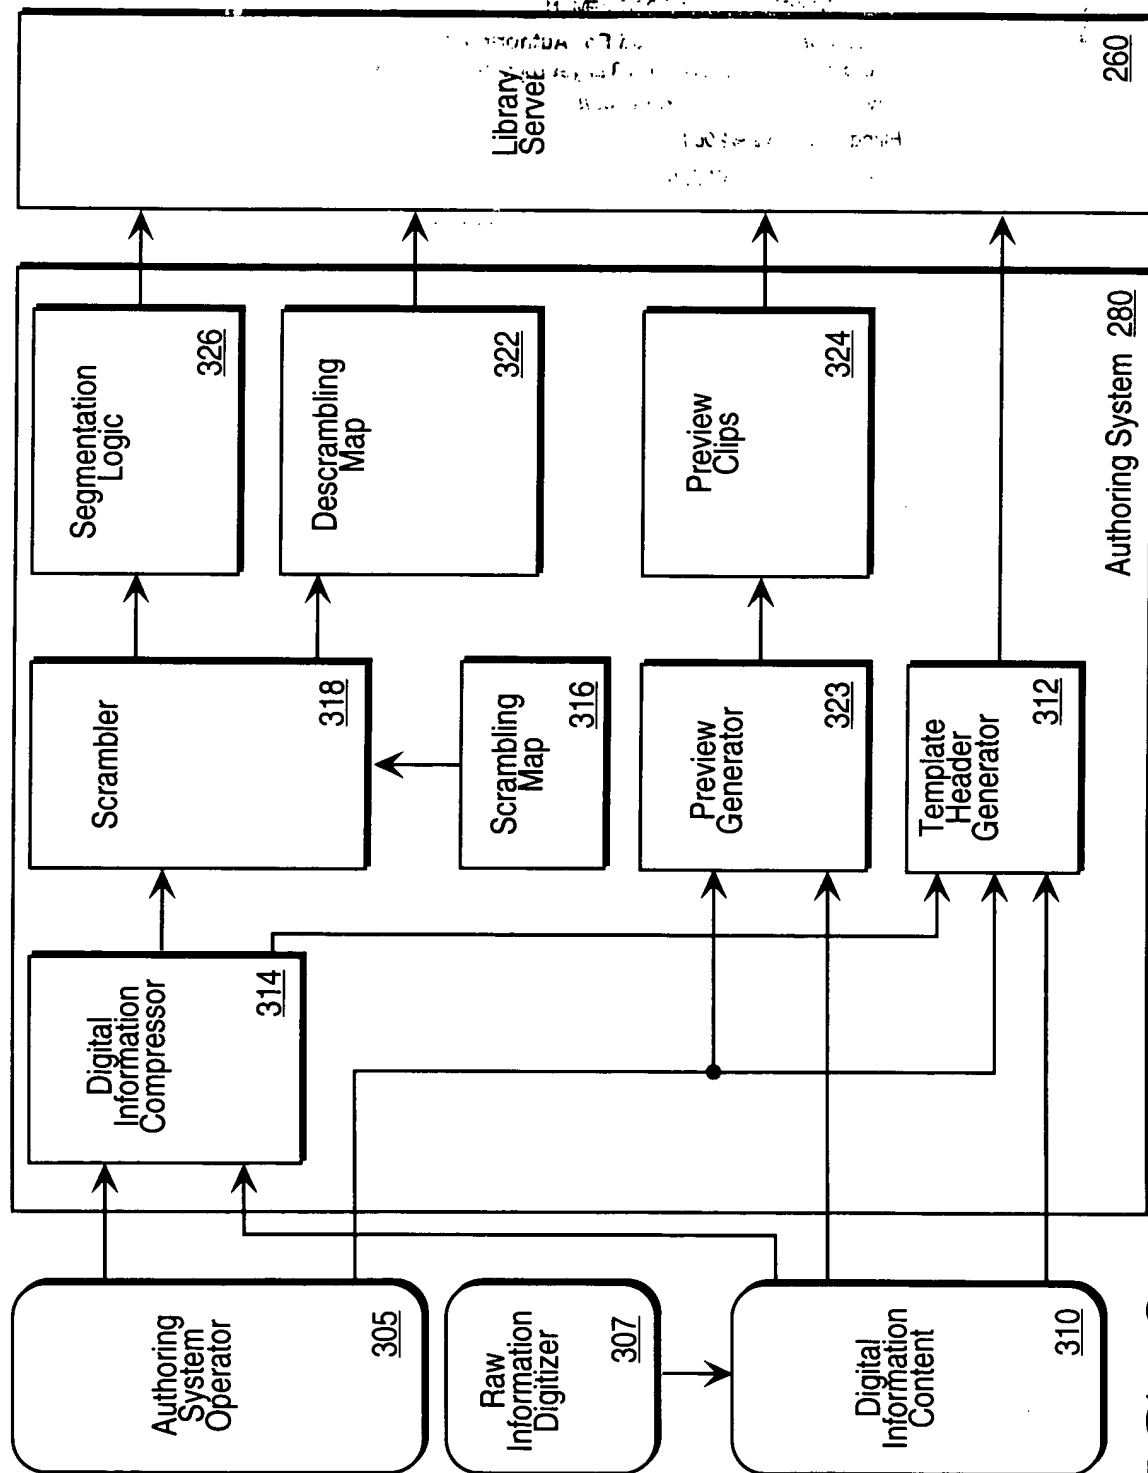 Authoring
System
Operator
305
Raw
Information
Digitizer
307
Digital
Information
Content
310
Digital
Information
Compressor
314
Scrambler
318
Scrambling
Map
316
Preview
Generator
323
Template
Header
Generator
312
Segmentation
Logic
326
Descrambling
Map
322
Preview
Clips
324
Authoring System 280
Library
Server
260